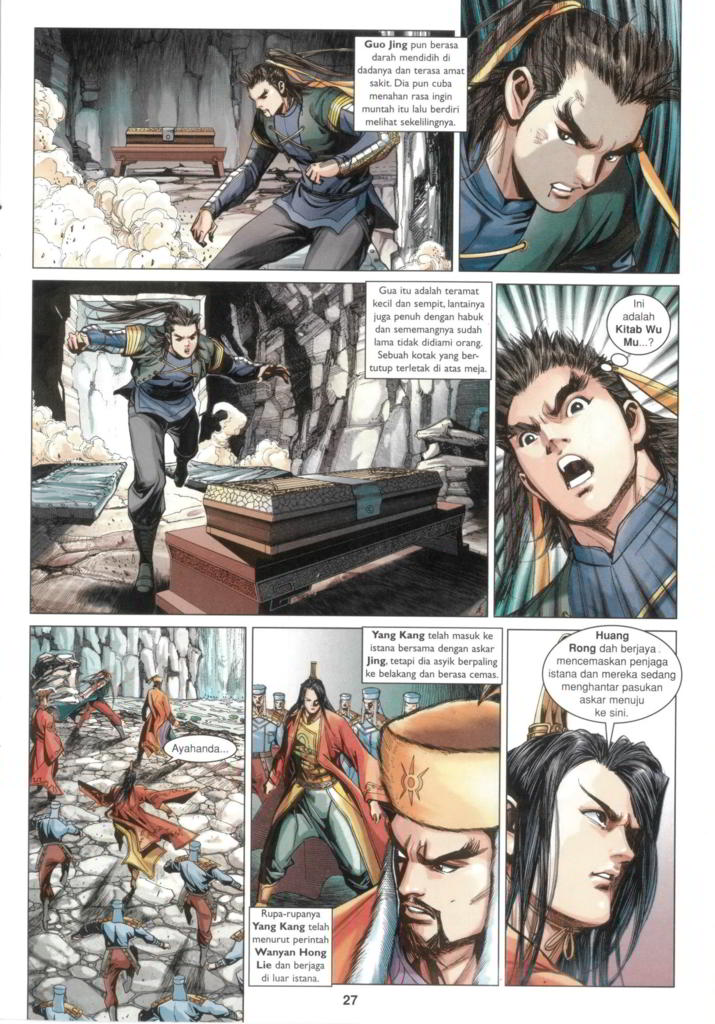 Guo Jing pun berasa
darah mendidih di
dadanya dan terasa amat
sakit. Dia pun cuba
menahan rasa ingin
muntah itu lalu berdiri
melihat sekelilingnya.
Gua itu adalah teramat
kecil dan sempit, lantainya
juga penuh dengan habuk
dan sememangnya sudah
lama tidak didiami orang.
Sebuah kotak yang ber-
tutup terletak di atas meja.
Ini
adalah
Kitab Wu
Mu...?
Ayahanda...
Yang Kang telah masuk ke
istana bersama dengan askar
Jing, tetapi dia asyik berpaling
ke belakang dan berasa cemas.
Rupa-rupanya
Yang Kang telah
menurut perintah
Wanyan Hong
Lie dan berjaga
di luar istana.
Huang
Rong dah berjaya
mencemaskan penjaga
istana dan mereka sedang
menghantar pasukan
askar menuju
ke sini.
27